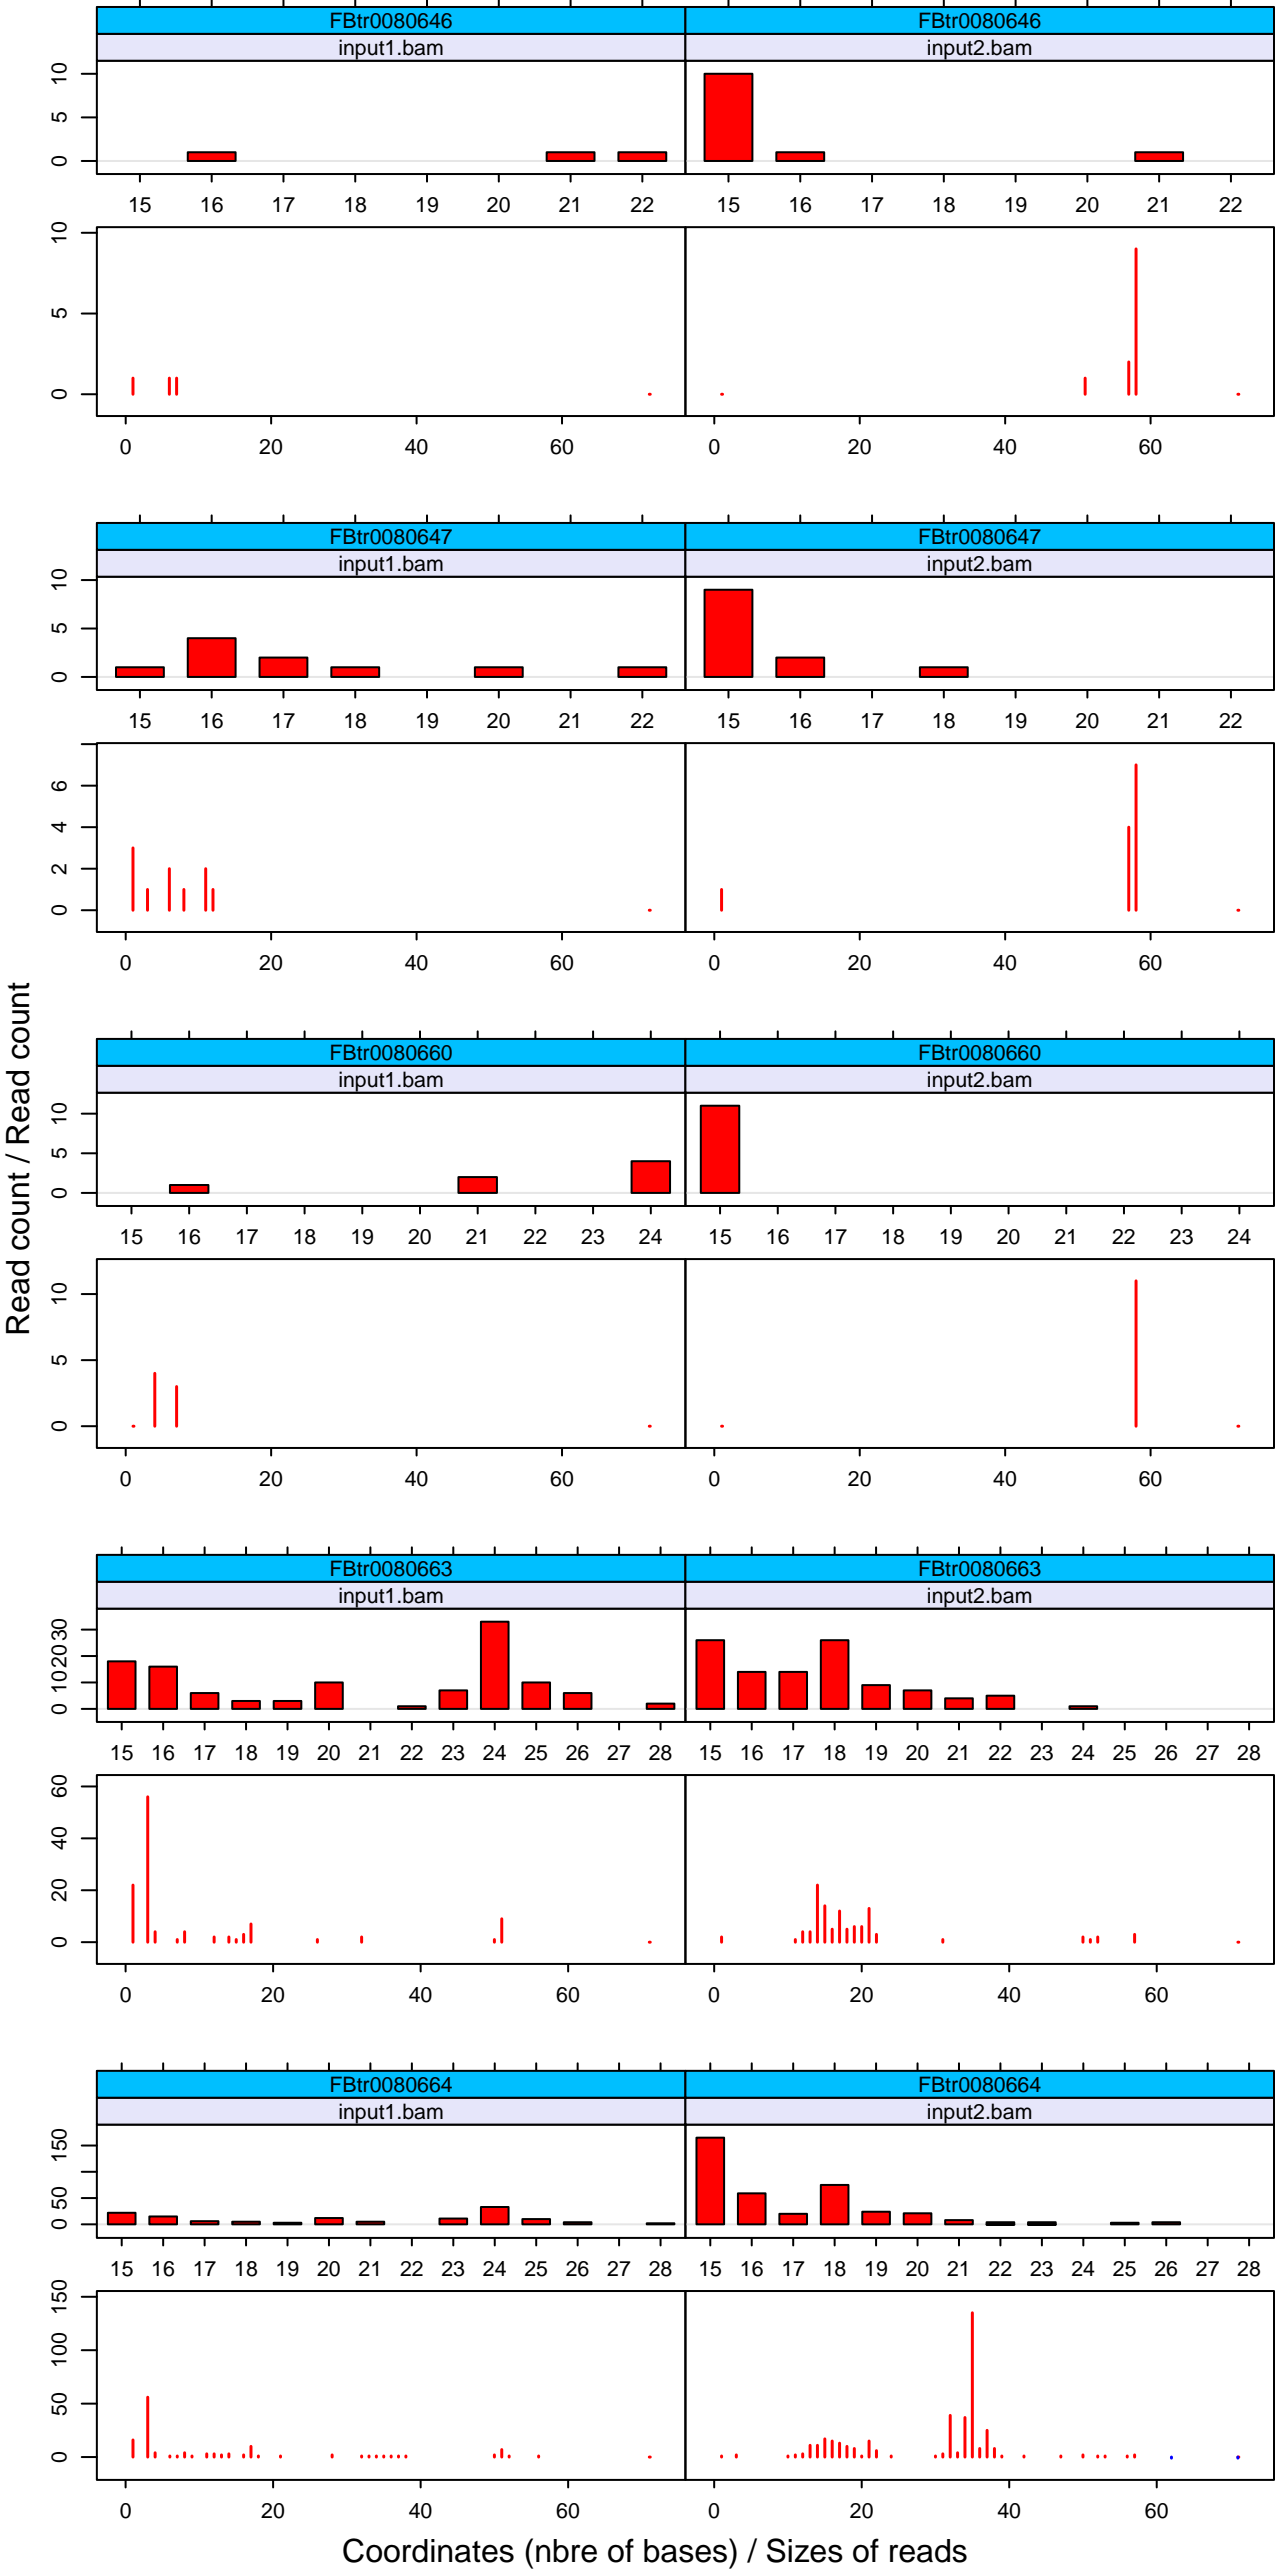 FBtr0080646 FBtr0080646
input1.bam input2.bam
10
5
0
15 16 17 18 19 20 21 22 15 16 17 18 19 20 21 22
10
5
0
0 20 40 60 0 20 40 60
FBtr0080647 FBtr0080647
input1.bam input2.bam
10
5
0
15 16 17 18 19 20 21 22 15 16 17 18 19 20 21 22
6
4
2
0
0 20 40 60 0 20 40 60
Read count / Read count
FBtr0080660 FBtr0080660
input1.bam input2.bam
10
5
0
15 16 17 18 19 20 21 22 23 24 15 16 17 18 19 20 21 22 23 24
10
5
0
0 20 40 60 0 20 40 60
FBtr0080663 FBtr0080663
input1.bam input2.bam
30
20
10
0
15 16 17 18 19 20 21 22 23 24 25 26 27 28 15 16 17 18 19 20 21 22 23 24 25 26 27 28
60
40
20
0
0 20 40 60 0 20 40 60
FBtr0080664 FBtr0080664
input1.bam input2.bam
150
50
0
15 16 17 18 19 20 21 22 23 24 25 26 27 28 15 16 17 18 19 20 21 22 23 24 25 26 27 28
150
100
50
0
0 20 40 60 0 20 40 60
Coordinates (nbre of bases) / Sizes of reads